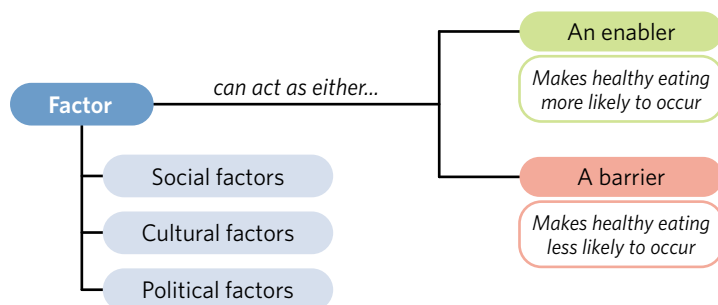 An enabler
can act as either...
Makes healthy eating
more likely to occur
Factor
Social factors
A barrier
Cultural factors
Makes healthy eating
less likely to occur
Political factors